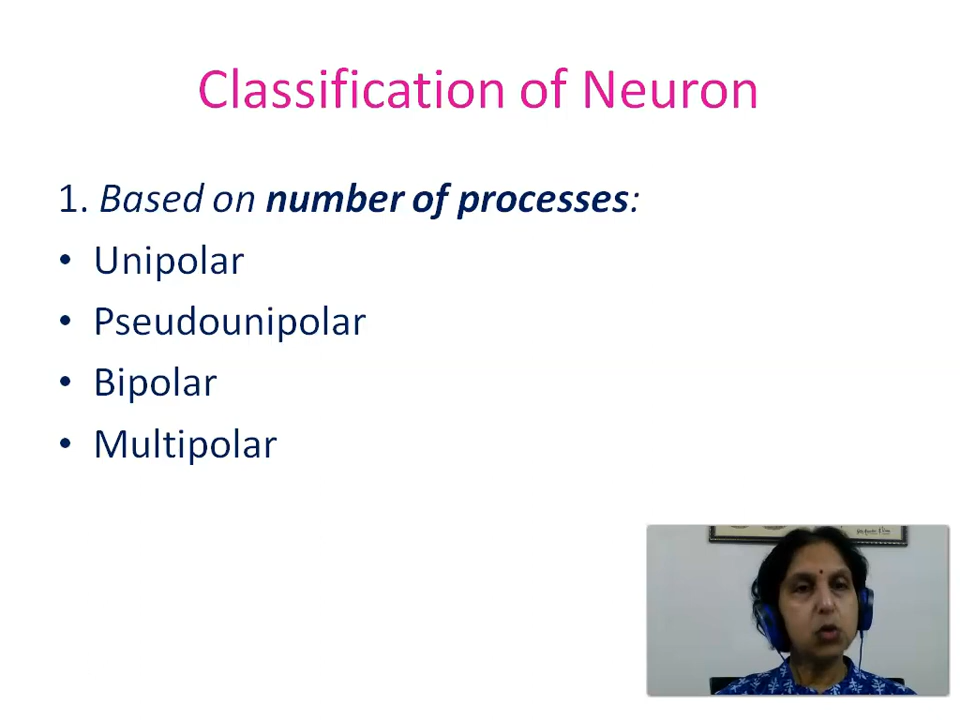 Classification of Neuron
1. Based on number of processes:
• Unipolar
• Pseudounipolar
• Bipolar
• Multipolar